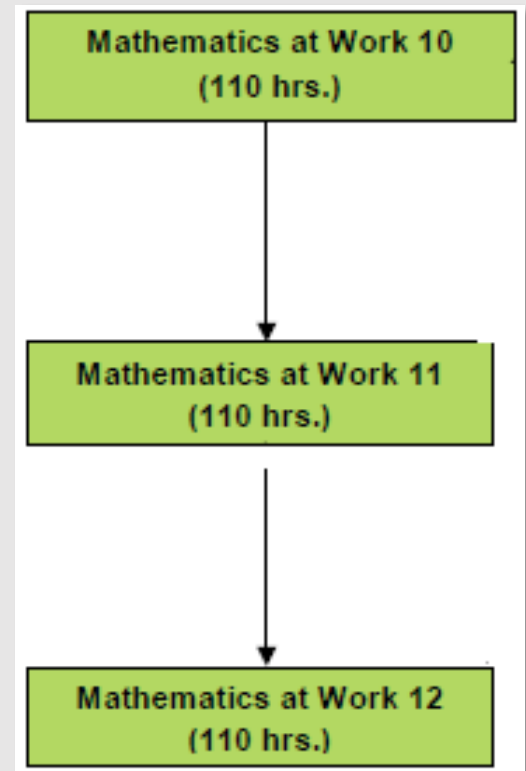 Mathematics at Work 10
(110 hrs.)
Mathematics at Work 11
(110 hrs.)
Mathematics at Work 12
(110 hrs.)